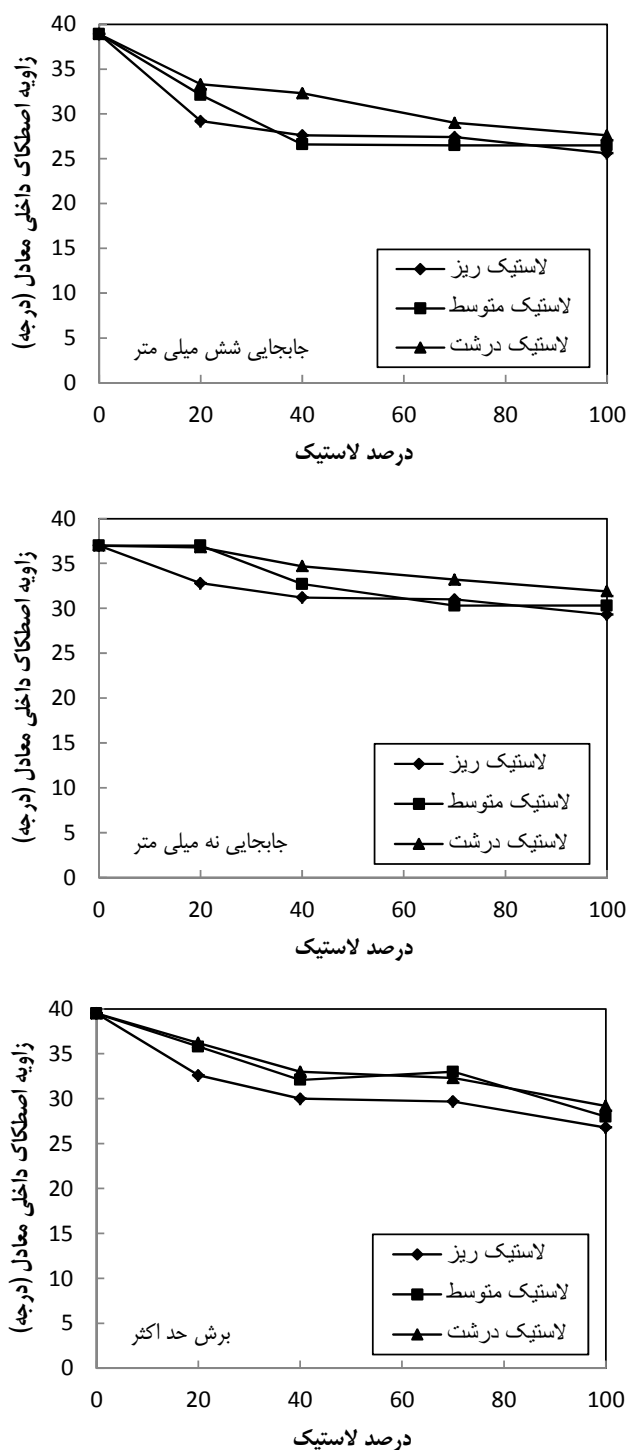 زاویه اصطکاک داخلی معادل (درجه)
40
35
30
25
20
15
10
5
0
لاستیک ریز
لاستیک متوسط
لاستیک درشت
جابجایی شش میلی متر
0 20 40 60 80 100
درصد لاستیک
زاویه اصطکاک داخلی معادل (درجه)
40
35
30
25
20
15
10
5
0
لاستیک ریز
لاستیک متوسط
لاستیک درشت
جابجایی نه میلی متر
0 20 40 60 80 100
درصد لاستیک
زاویه اصطکاک داخلی معادل (درجه)
40
35
30
25
20
15
10
5
0
لاستیک ریز
لاستیک متوسط
لاستیک درشت
برش حد اکثر
0 20 40 60 80 100
درصد لاستیک